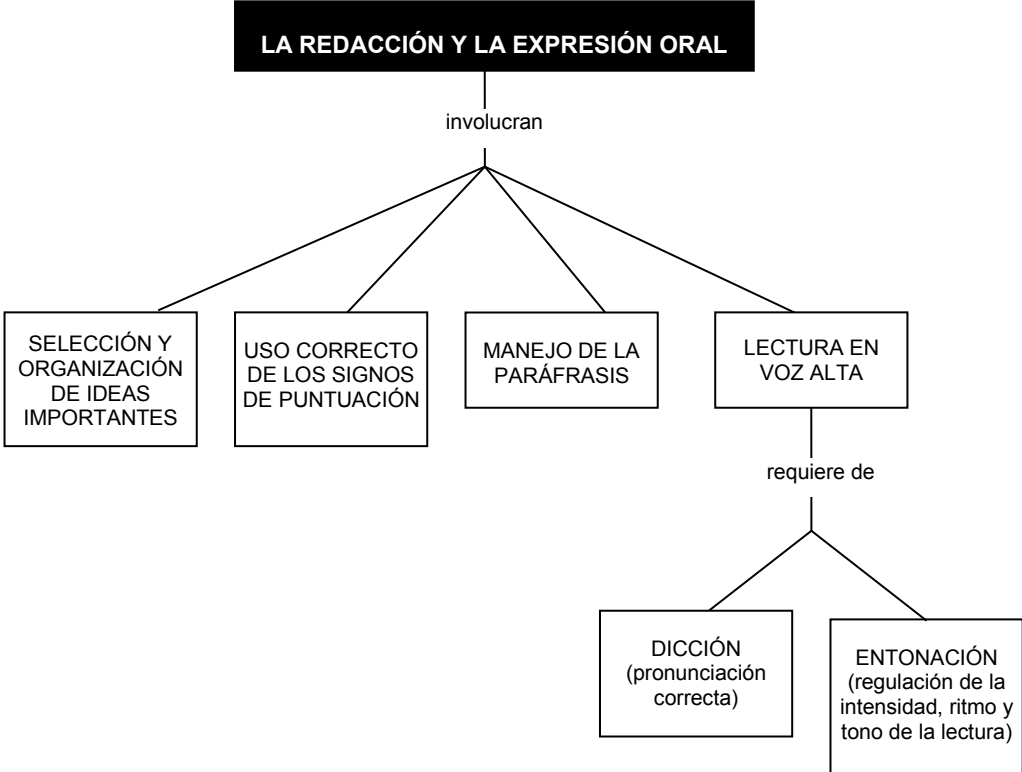 LA REDACCIÓN Y LA EXPRESIÓN ORAL
involucran
SELECCIÓN Y
ORGANIZACIÓN
DE IDEAS
IMPORTANTES
USO CORRECTO
DE LOS SIGNOS
DE PUNTUACIÓN
MANEJO DE LA
PARÁFRASIS
LECTURA EN
VOZ ALTA
requiere de
DICCIÓN
(pronunciación
correcta)
ENTONACIÓN
(regulación de la
intensidad, ritmo y
tono de la lectura)